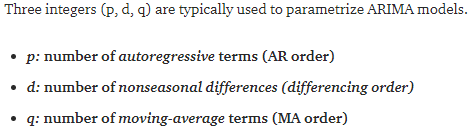 Three integers (p, d, q) are typically used to parametrize ARIMA models.
• p: number of autoregressive terms (AR order)
• d: number of nonseasonal differences (differencing order)
• q: number of moving-average terms (MA order)